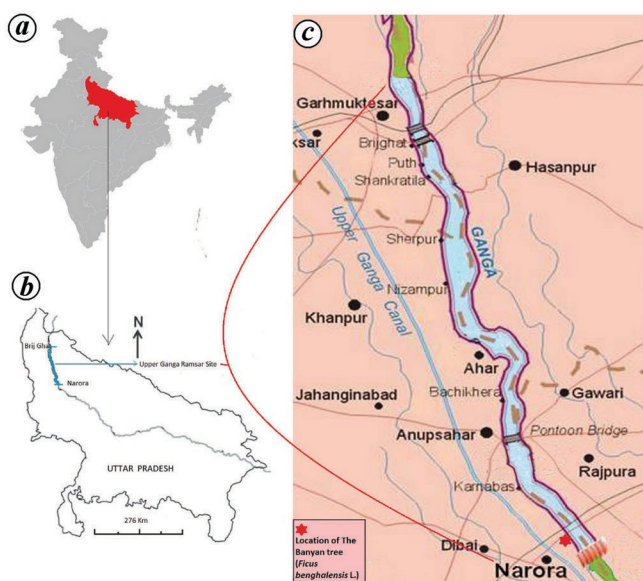 a
b
N
Brij Ghat
Upper Ganga Ramsar Site
Narora
UTTAR PRADESH
276 Km
c
Garhmuktesar
ksar
Brijghat
Puth
Shankratila
Hasanpur
Upper Ganga Canal
GANGA
Sherpur
Nizampur
Khanpur
Ahar
Gawari
Jahanginabad
Bachikhera
Anupsahar
Pontoon Bridge
Rajpura
Karnabas
Location of The
Banyan tree
(Ficus
benghalensis L.)
Dibai
Narora